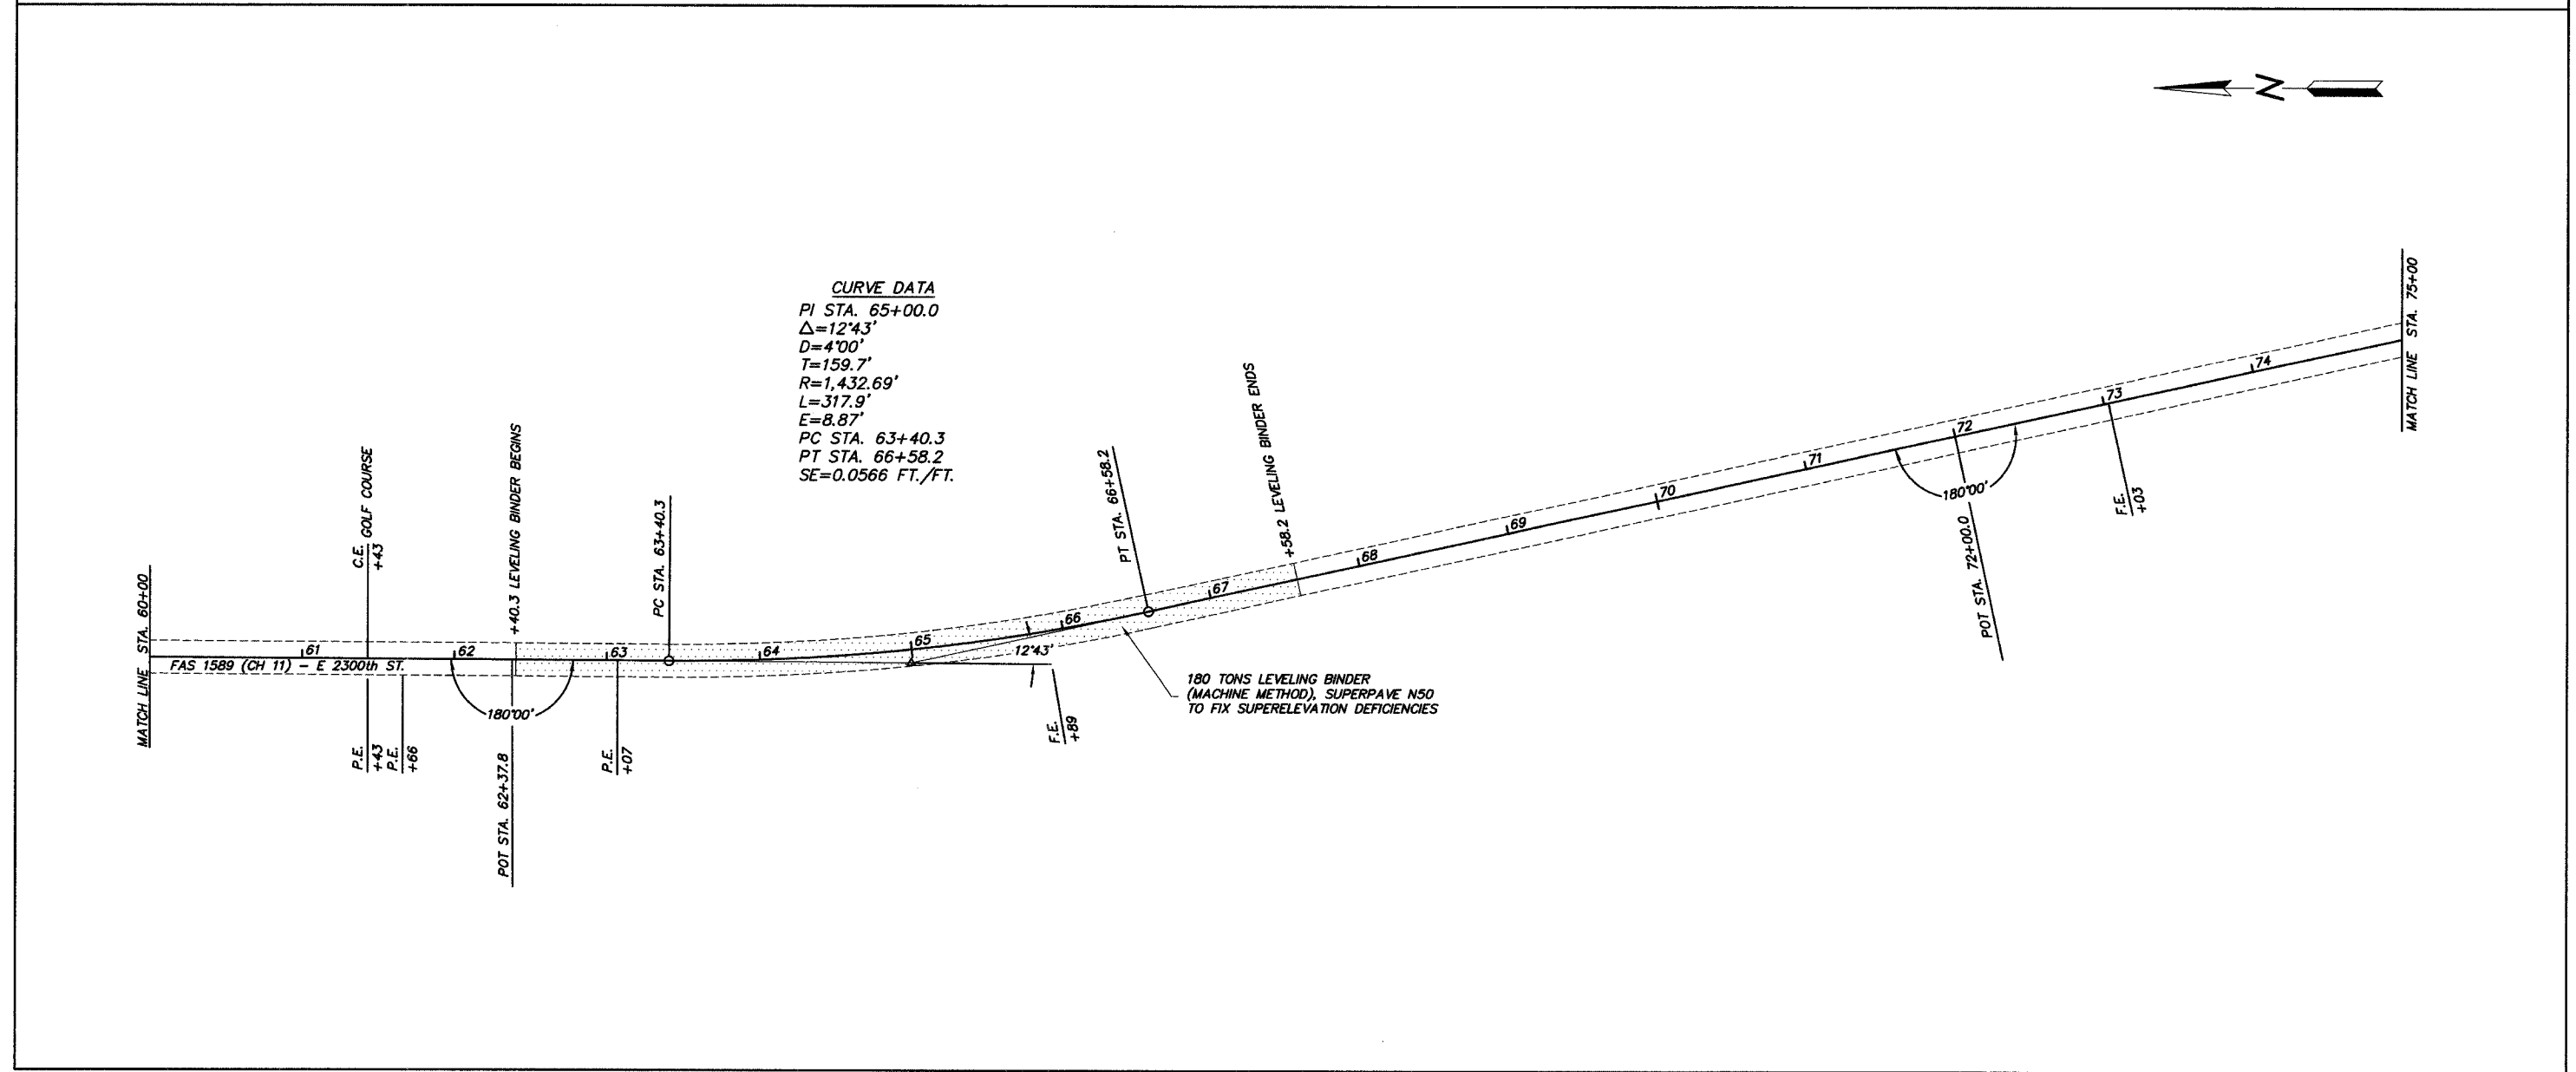 N
CURVE DATA
PI STA. 65+00.0
△=12°43'
D=4°00'
T=159.7'
R=1,432.69'
L=317.9'
E=8.87'
PC STA. 63+40.3
PT STA. 66+58.2
SE=0.0566 FT./FT.
MATCH LINE STA. 60+00
FAS 1589 (CH 11) - E 2300th ST.
61
C.E. GOLF COURSE
+43
P.E.
+43
P.E.
+66
62
+40.3 LEVELING BINDER BEGINS
180°00'
POT STA. 62+37.8
63
P.E.
+07
PC STA. 63+40.3
64
65
12°43'
66
F.E.
+89
PT STA. 66+58.2
67
+58.2 LEVELING BINDER ENDS
180 TONS LEVELING BINDER
(MACHINE METHOD), SUPERPAVE N50
TO FIX SUPERELEVATION DEFICIENCIES
68
69
70
71
72
180°00'
POT STA. 72+00.0
73
F.E.
+03
74
MATCH LINE STA. 75+00